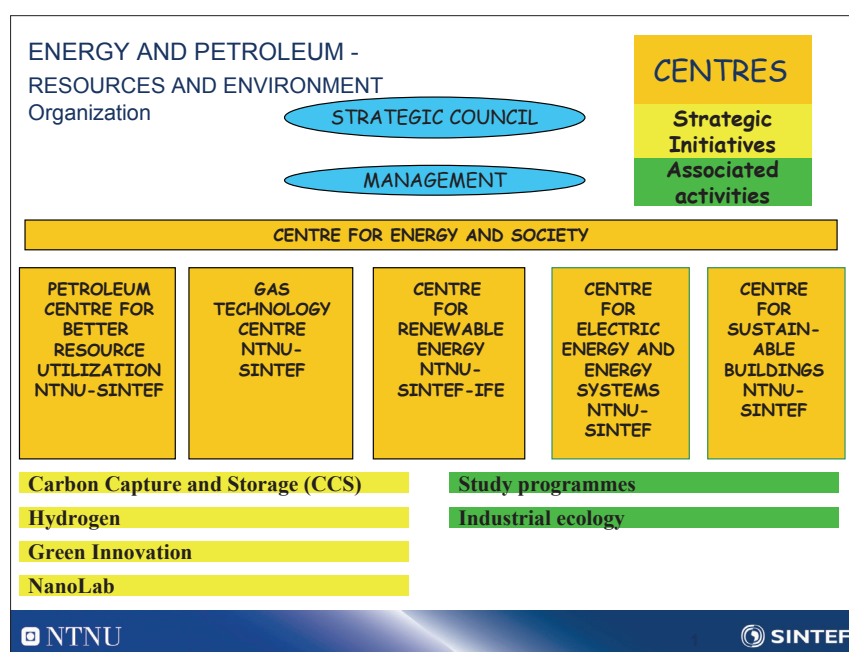 ENERGY AND PETROLEUM -
RESOURCES AND ENVIRONMENT
Organization
STRATEGIC COUNCIL
MANAGEMENT
CENTRES
Strategic
Initiatives
Associated
activities
CENTRE FOR ENERGY AND SOCIETY
PETROLEUM
CENTRE FOR
BETTER
RESOURCE
UTILIZATION
NTNU-SINTEF
GAS
TECHNOLOGY
CENTRE
NTNU-
SINTEF
CENTRE
FOR
RENEWABLE
ENERGY
NTNU-
SINTEF-IFE
CENTRE
FOR
ELECTRIC
ENERGY AND
ENERGY
SYSTEMS
NTNU-
SINTEF
CENTRE
FOR
SUSTAIN-
ABLE
BUILDINGS
NTNU-
SINTEF
Carbon Capture and Storage (CCS)
Hydrogen
Green Innovation
NanoLab
Study programmes
Industrial ecology
NTNU
1
SINTEF